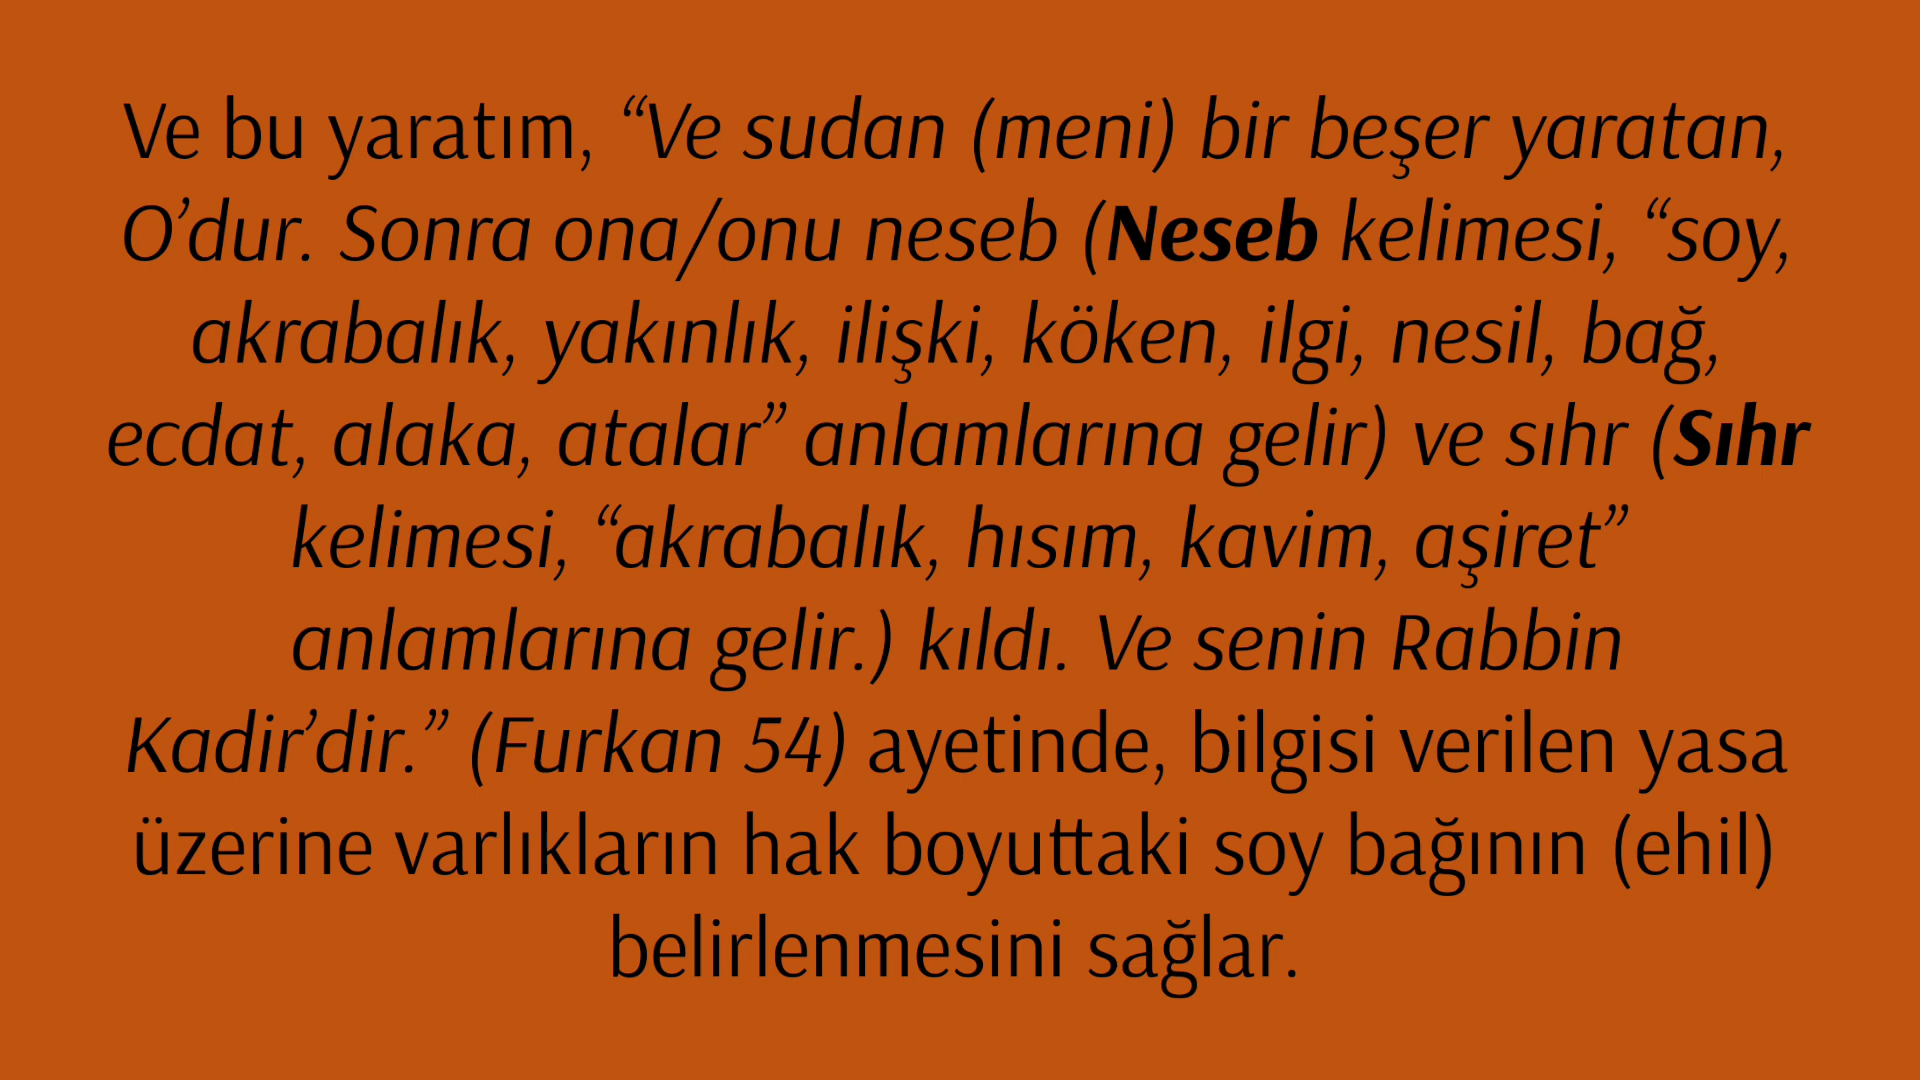 Ve bu yaratım, “Ve sudan (meni) bir beşer yaratan,
O’dur. Sonra ona/onu neseb (Neseb kelimesi, “soy,
akrabalık, yakınlık, ilişki, köken, ilgi, nesil, bağ,
ecdat, alaka, atalar” anlamlarına gelir) ve sıhr (Sıhr
kelimesi, “akrabalık, hısım, kavim, aşiret”
anlamlarına gelir.) kıldı. Ve senin Rabbin
Kadir’dir.” (Furkan 54) ayetinde, bilgisi verilen yasa
üzerine varlıkların hak boyuttaki soy bağının (ehil)
belirlenmesini sağlar.